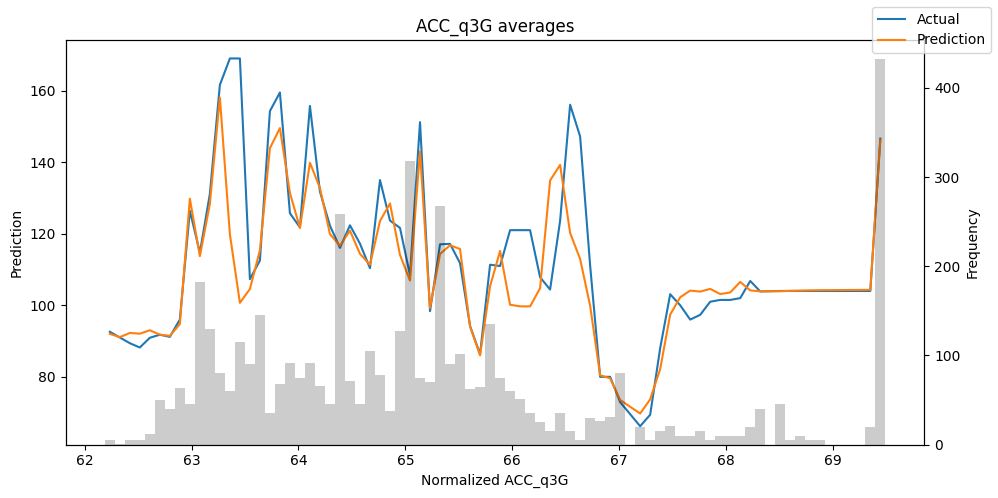 ACC_q3G averages
Actual
Prediction
Prediction
160
140
120
100
80
400
300
200
100
0
Frequency
62 63 64 65 66 67 68 69
Normalized ACC_q3G